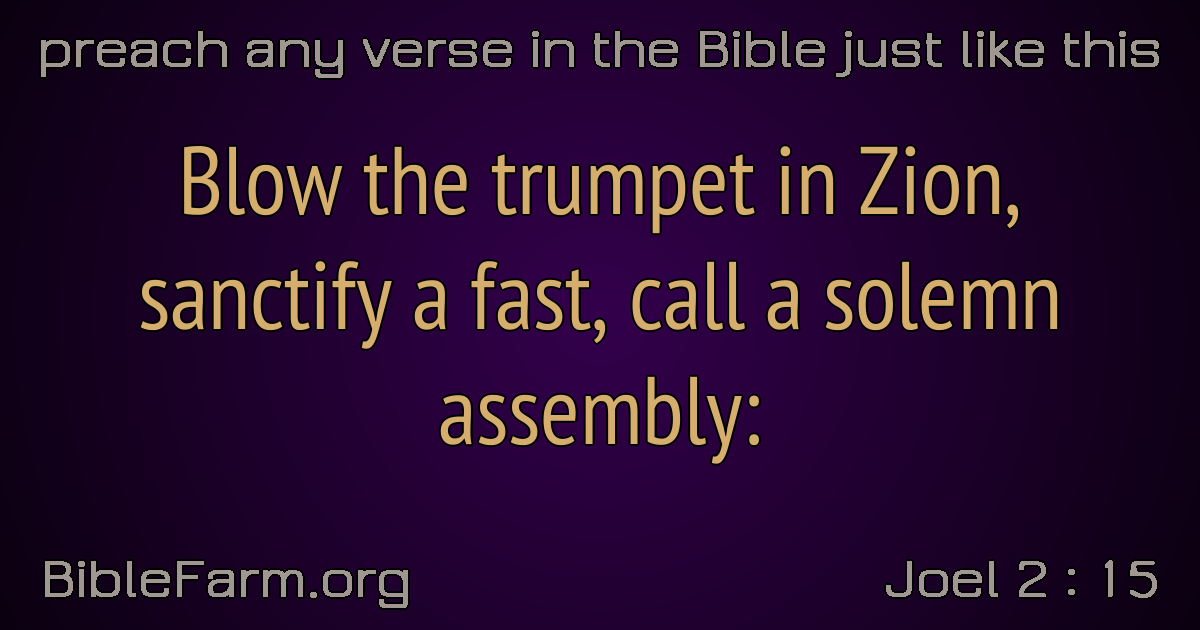 preach any verse in the Bible just like this
Blow the trumpet in Zion,
sanctify a fast, call a solemn
assembly:
BibleFarm.org
Joel 2 : 15